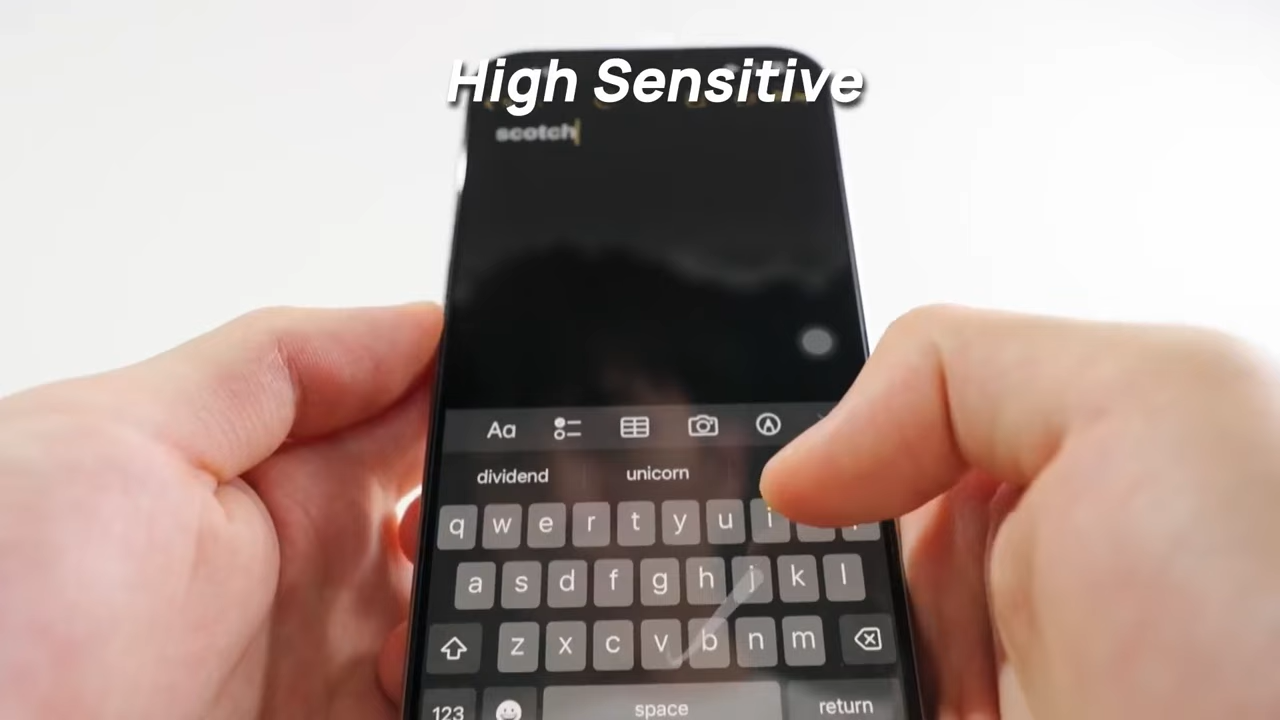 High Sensitive
scotch
Aa
dividend unicorn
q w e r t y u i
a s d f g h j k l
z x c v b n m
123 space return